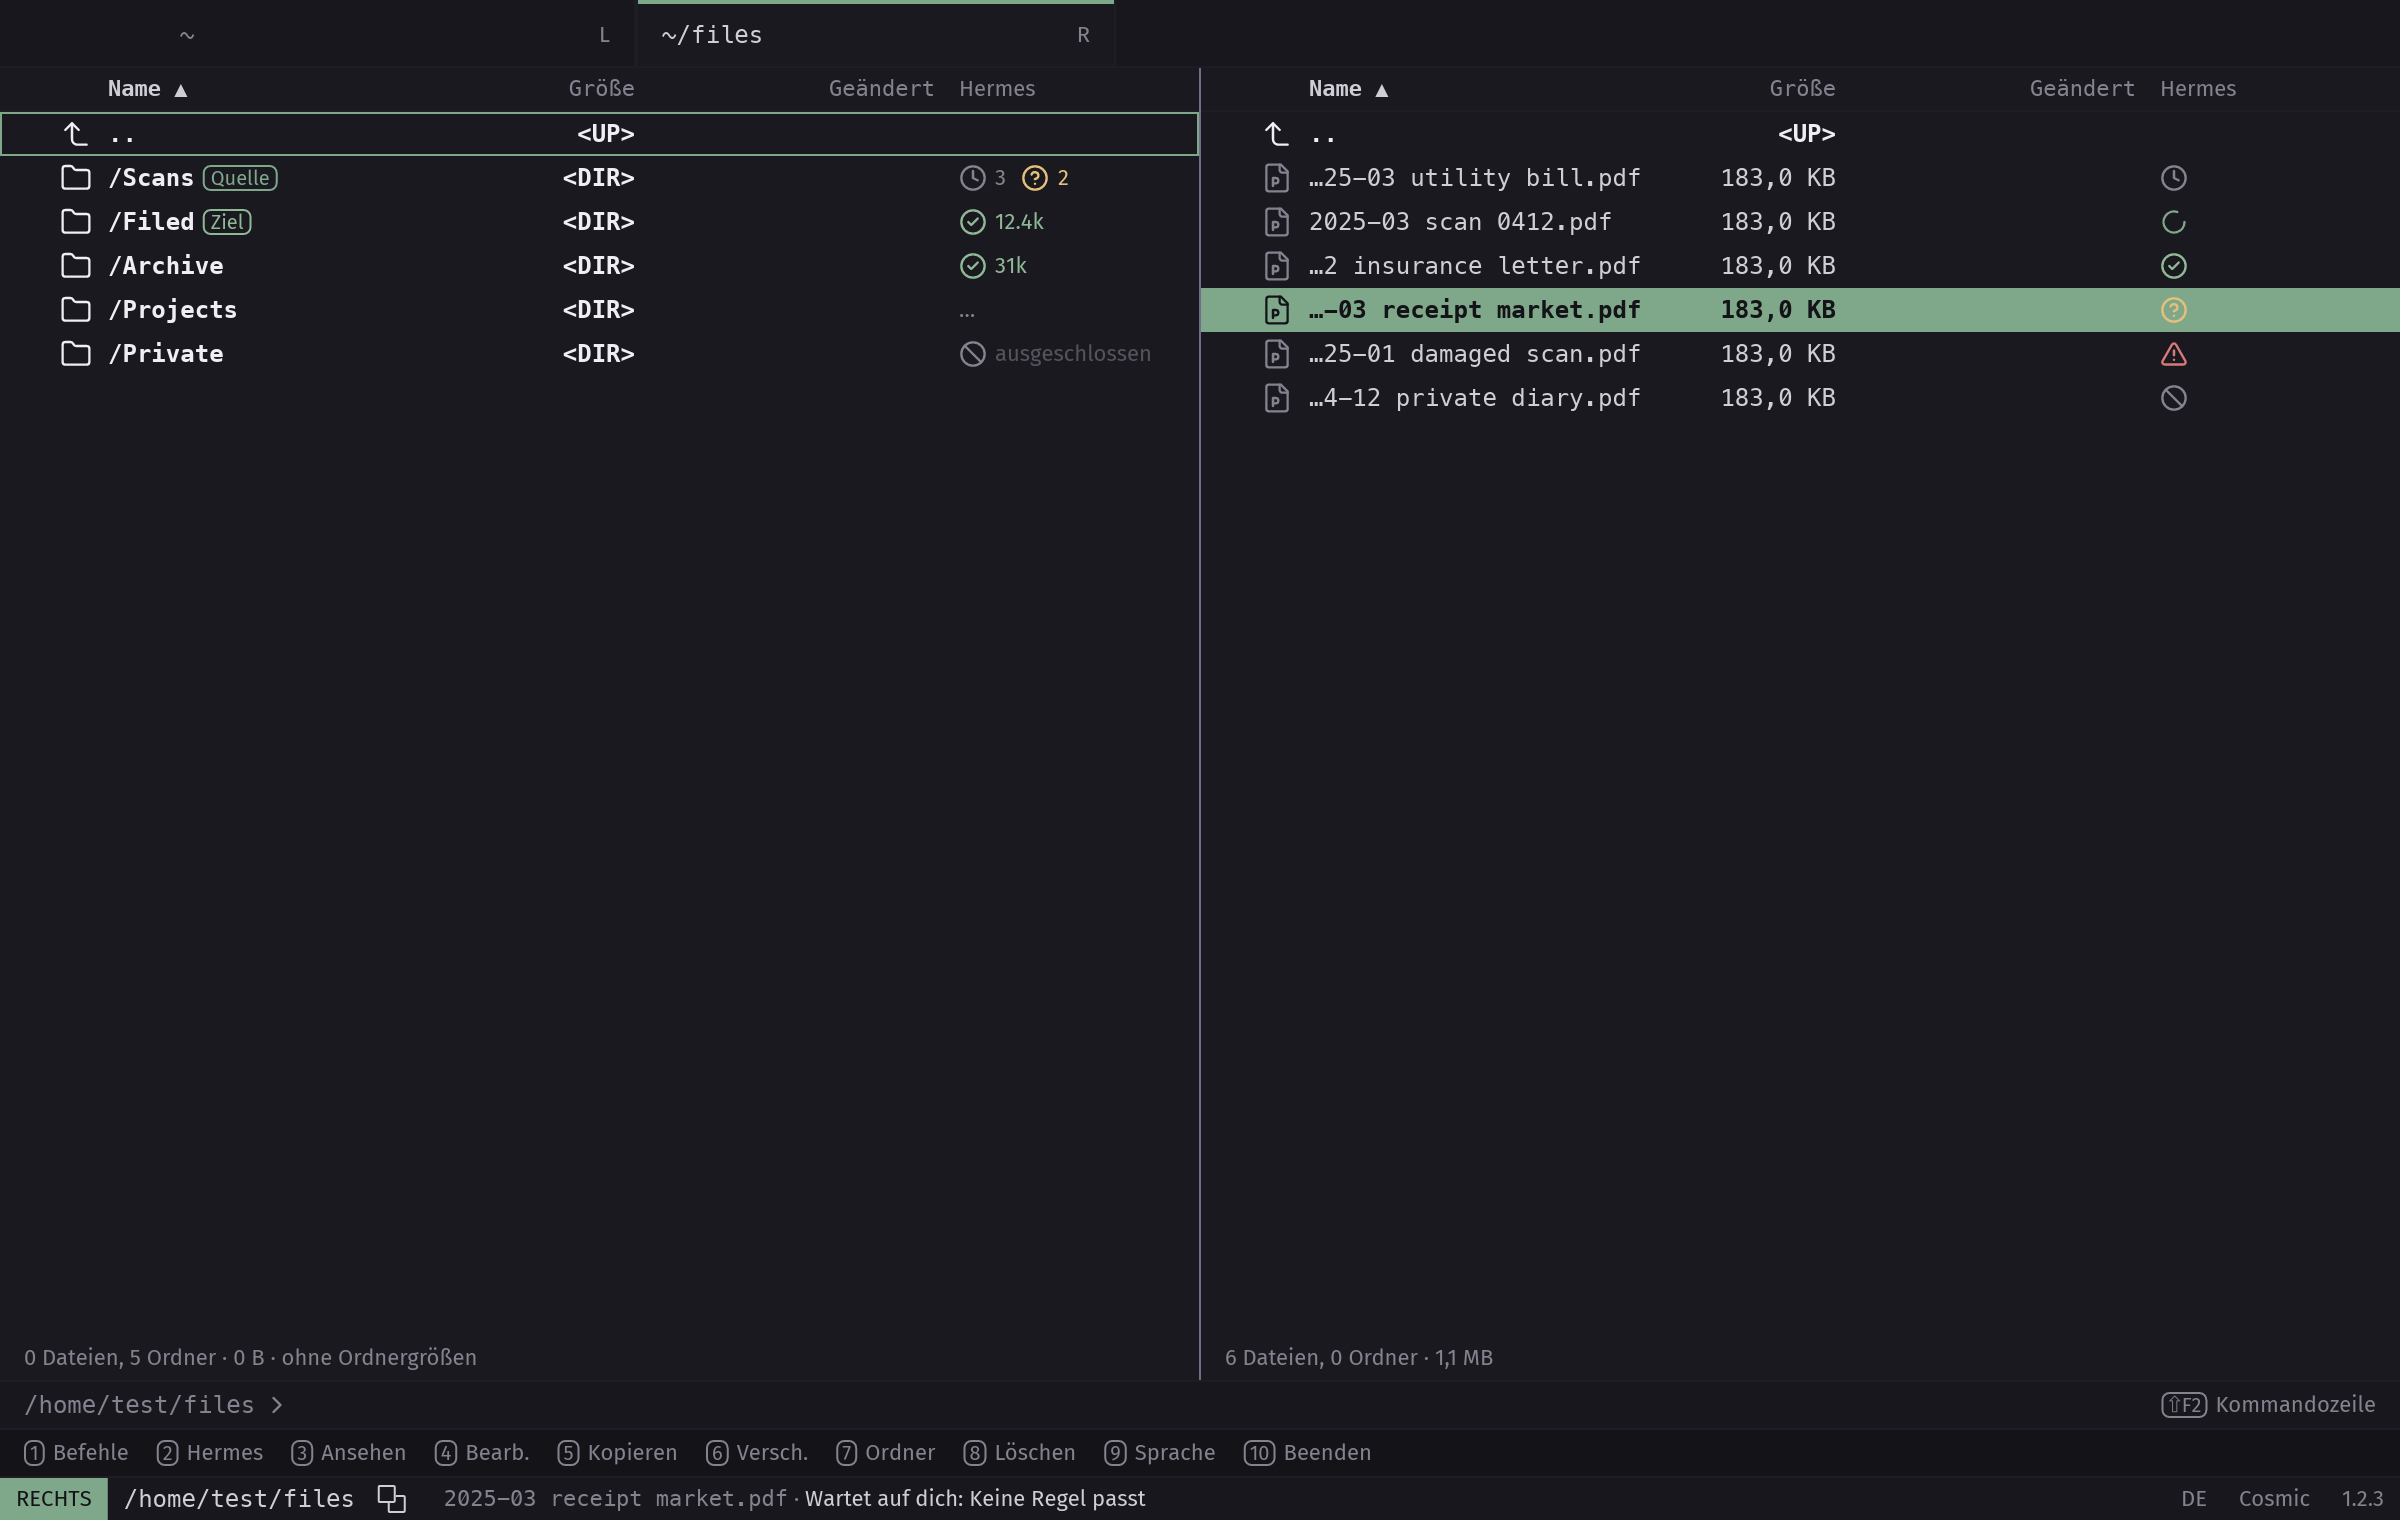 ~ L ~/files R
Name ▲ Größe Geändert Hermes
.. <UP>
/Scans Quelle <DIR> 3 2
/Filed Ziel <DIR> 12.4k
/Archive <DIR> 31k
/Projects <DIR> …
/Private <DIR> ausgeschlossen
0 Dateien, 5 Ordner · 0 B · ohne Ordnergrößen
Name ▲ Größe Geändert Hermes
.. <UP>
…25-03 utility bill.pdf 183,0 KB
2025-03 scan 0412.pdf 183,0 KB
…2 insurance letter.pdf 183,0 KB
…-03 receipt market.pdf 183,0 KB
…25-01 damaged scan.pdf 183,0 KB
…4-12 private diary.pdf 183,0 KB
6 Dateien, 0 Ordner · 1,1 MB
/home/test/files > ⇧F2 Kommandozeile
1 Befehle 2 Hermes 3 Ansehen 4 Bearb. 5 Kopieren 6 Versch. 7 Ordner 8 Löschen 9 Sprache 10 Beenden
RECHTS /home/test/files 2025-03 receipt market.pdf · Wartet auf dich: Keine Regel passt DE Cosmic 1.2.3